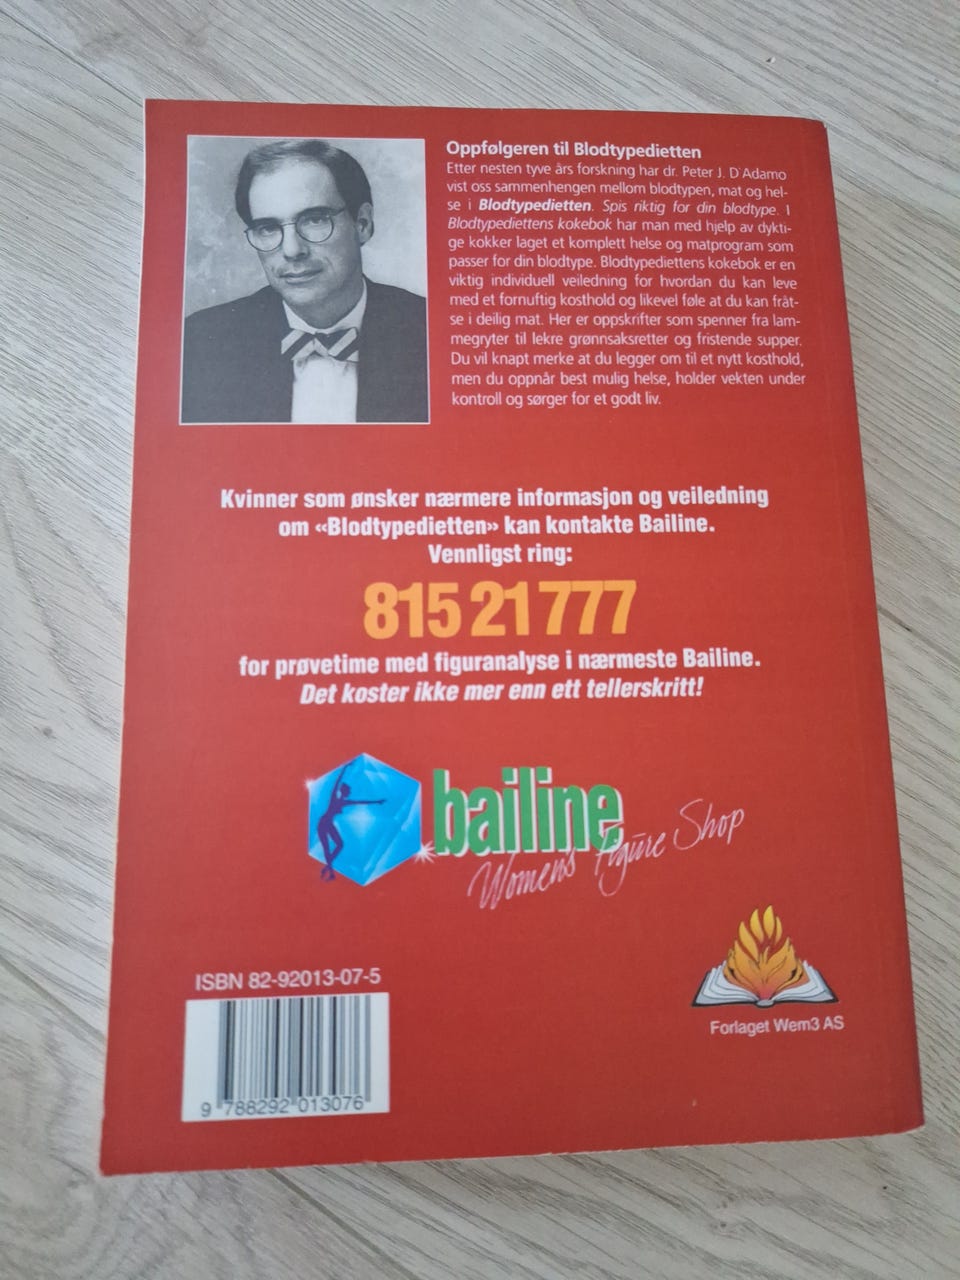 Oppfølgeren til Blodtypedietten
Etter nesten tyve års forskning har dr. Peter J. D'Adamo
vist oss sammenhengen mellom blodtypen, mat og hel-
se i Blodtypedietten. Spis riktig for din blodtype. I
Blodtypediettens kokebok har man med hjelp av dykti-
ge kokker laget et komplett helse og matprogram som
passer for din blodtype. Blodtypediettens kokebok er en
viktig individuell veiledning for hvordan du kan leve
med et fornuftig kosthold og likevel føle at du kan fråt-
se i deilig mat. Her er oppskrifter som spenner fra lam-
megryter til lekre grønnsaksretter og fristende supper.
Du vil knapt merke at du legger om til et nytt kosthold,
men du oppnår best mulig helse, holder vekten under
kontroll og sørger for et godt liv.
Kvinner som ønsker nærmere informasjon og veiledning
om «Blodtypedietten» kan kontakte Bailine.
Vennligst ring:
815 21 777
for prøvetime med figuranalyse i nærmeste Bailine.
Det koster ikke mer enn ett tellerskritt!
bailine
Womens Figure Shop
ISBN 82-92013-07-5
9 788292 013076
Forlaget Wem3 AS